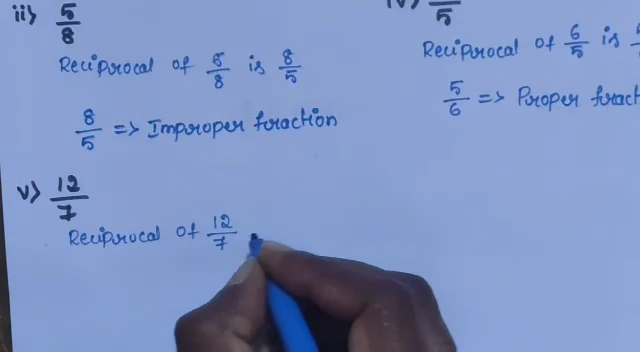 ii) 5/8
Reciprocal of 5/8 is 8/5
8/5 => Improper fraction
5
Reciprocal of 6/5 is
5/6 => Proper
v) 12/7
Reciprocal of 12/7